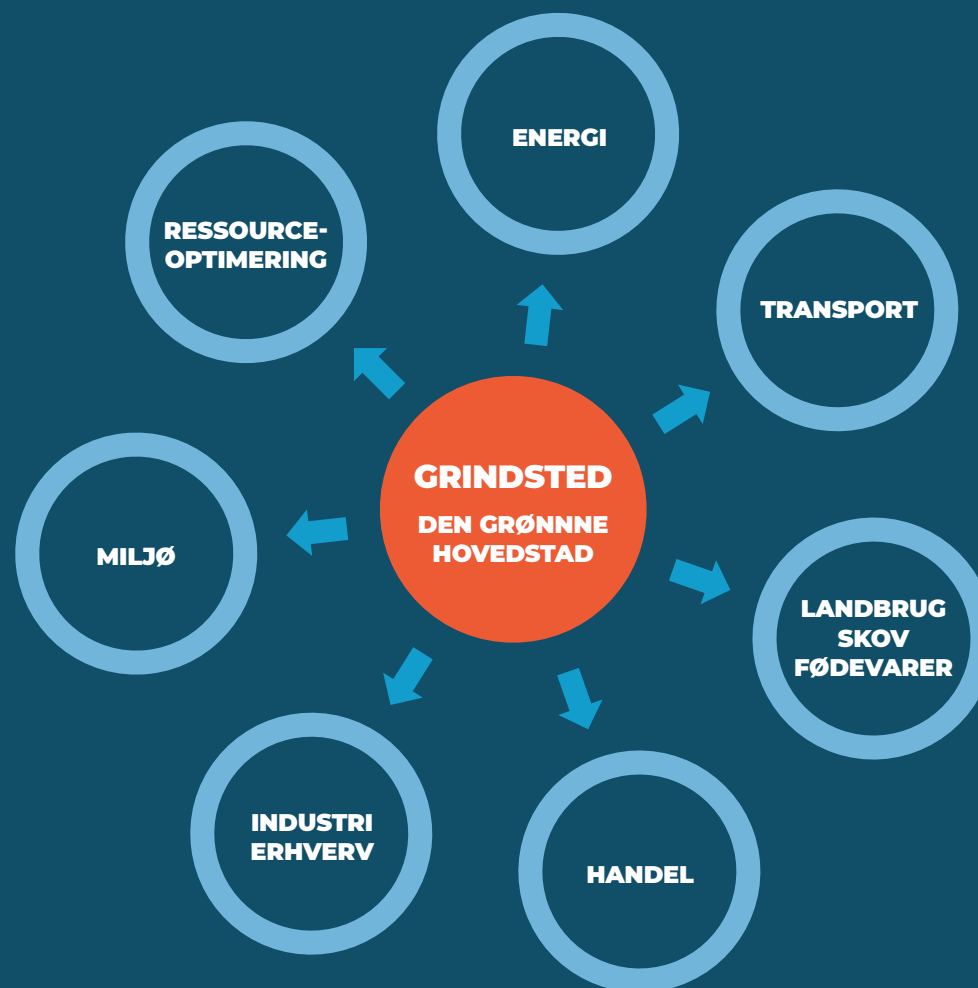 ENERGI
RESSOURCE-
OPTIMERING
TRANSPORT
GRINDSTED
DEN GRØNNNE
HOVEDSTAD
MILJØ
LANDBRUG
SKOV
FØDEVARER
INDUSTRI
ERHVERV
HANDEL